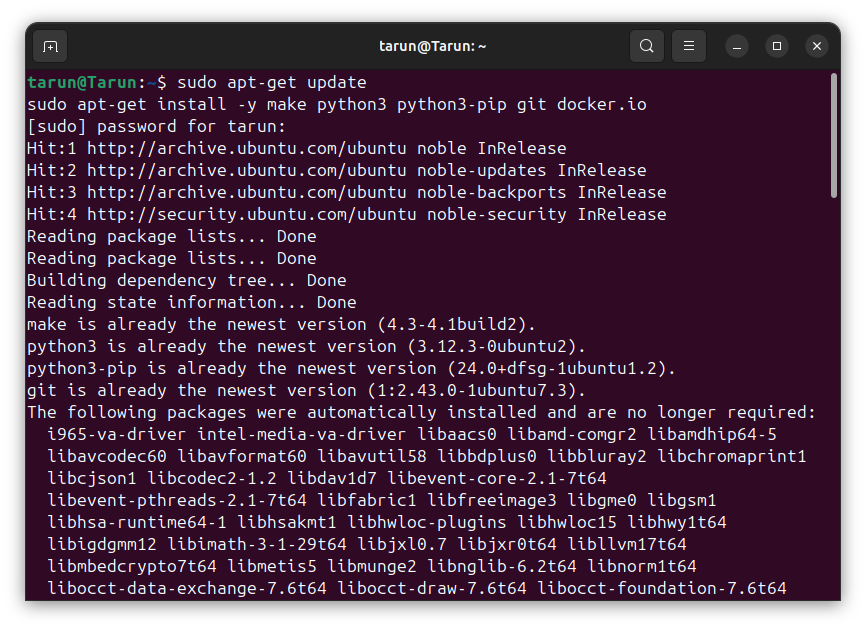 tarun@Tarun: ~
tarun@Tarun:~$ sudo apt-get update
sudo apt-get install -y make python3 python3-pip git docker.io
[sudo] password for tarun:
Hit:1 http://archive.ubuntu.com/ubuntu noble InRelease
Hit:2 http://archive.ubuntu.com/ubuntu noble-updates InRelease
Hit:3 http://archive.ubuntu.com/ubuntu noble-backports InRelease
Hit:4 http://security.ubuntu.com/ubuntu noble-security InRelease
Reading package lists... Done
Reading package lists... Done
Building dependency tree... Done
Reading state information... Done
make is already the newest version (4.3-4.1build2).
python3 is already the newest version (3.12.3-0ubuntu2).
python3-pip is already the newest version (24.0+dfsg-1ubuntu1.2).
git is already the newest version (1:2.43.0-1ubuntu7.3).
The following packages were automatically installed and are no longer required:
  i965-va-driver intel-media-va-driver libaacs0 libamd-comgr2 libamdhip64-5
  libavcodec60 libavformat60 libavutil58 libbdplus0 libbluray2 libchromaprint1
  libcjson1 libcodec2-1.2 libdav1d7 libevent-core-2.1-7t64
  libevent-pthreads-2.1-7t64 libfabric1 libfreeimage3 libgme0 libgsm1
  libhsa-runtime64-1 libhsakmt1 libhwloc-plugins libhwloc15 libhwy1t64
  libigdgmm12 libimath-3-1-29t64 libjxl0.7 libjxr0t64 libllvm17t64
  libmbedcrypto7t64 libmetis5 libmunge2 libnglib-6.2t64 libnorm1t64
  libocct-data-exchange-7.6t64 libocct-draw-7.6t64 libocct-foundation-7.6t64